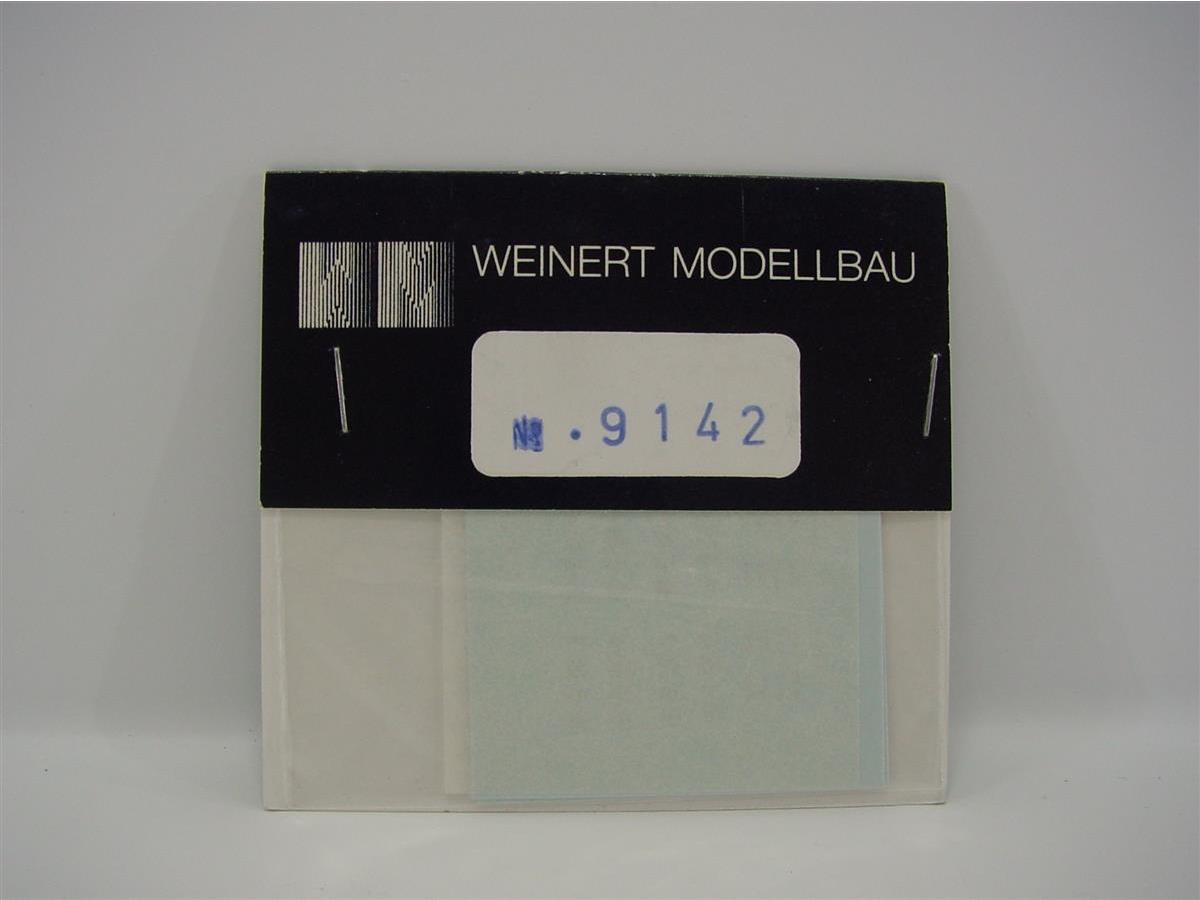 WEINERT MODELLBAU
№ . 9142